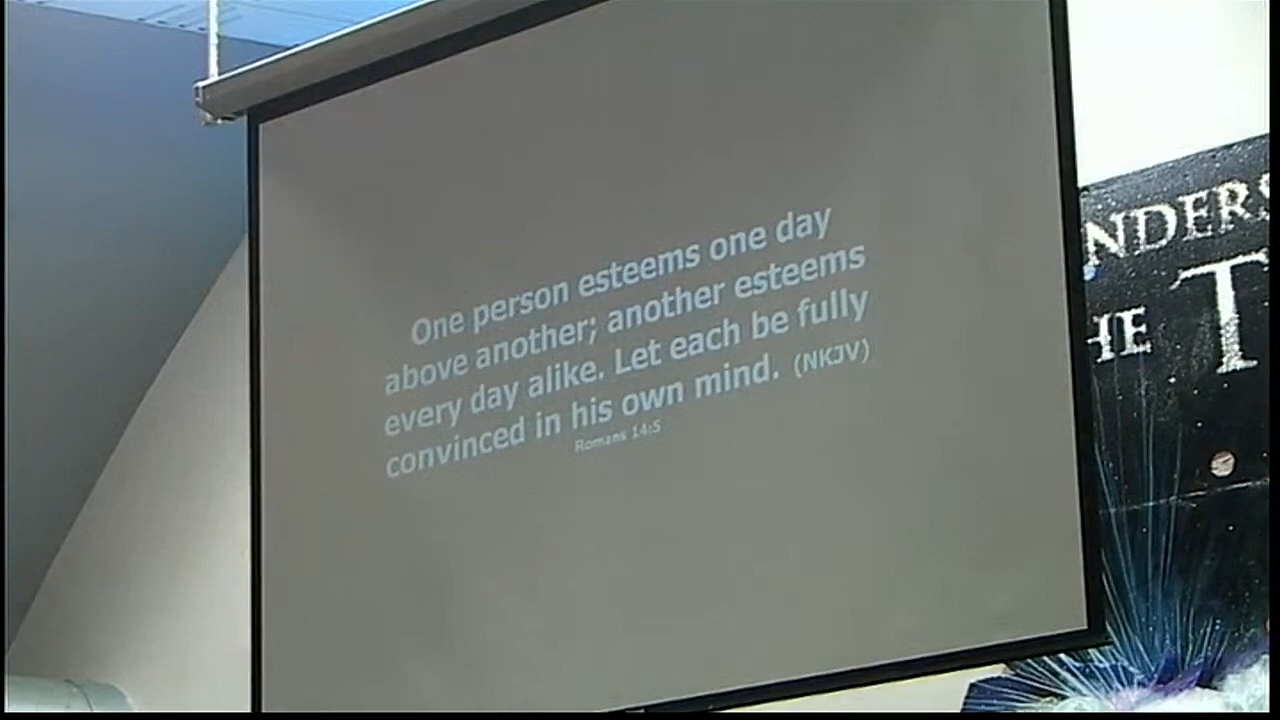 One person esteems one day
above another; another esteems
every day alike. Let each be fully
convinced in his own mind. (NKJV)
Romans 14:5
NDERS
HE T